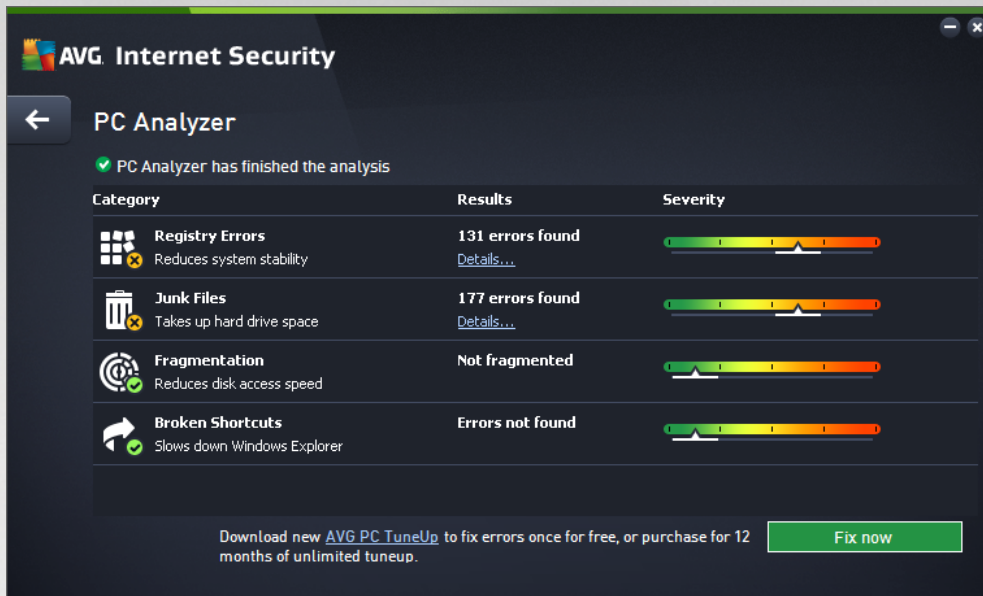 AVG. Internet Security
PC Analyzer
PC Analyzer has finished the analysis
Category Results Severity
Registry Errors 131 errors found
Reduces system stability Details...
Junk Files 177 errors found
Takes up hard drive space Details...
Fragmentation Not fragmented
Reduces disk access speed
Broken Shortcuts Errors not found
Slows down Windows Explorer
Download new AVG PC TuneUp to fix errors once for free, or purchase for 12 Fix now
months of unlimited tuneup.